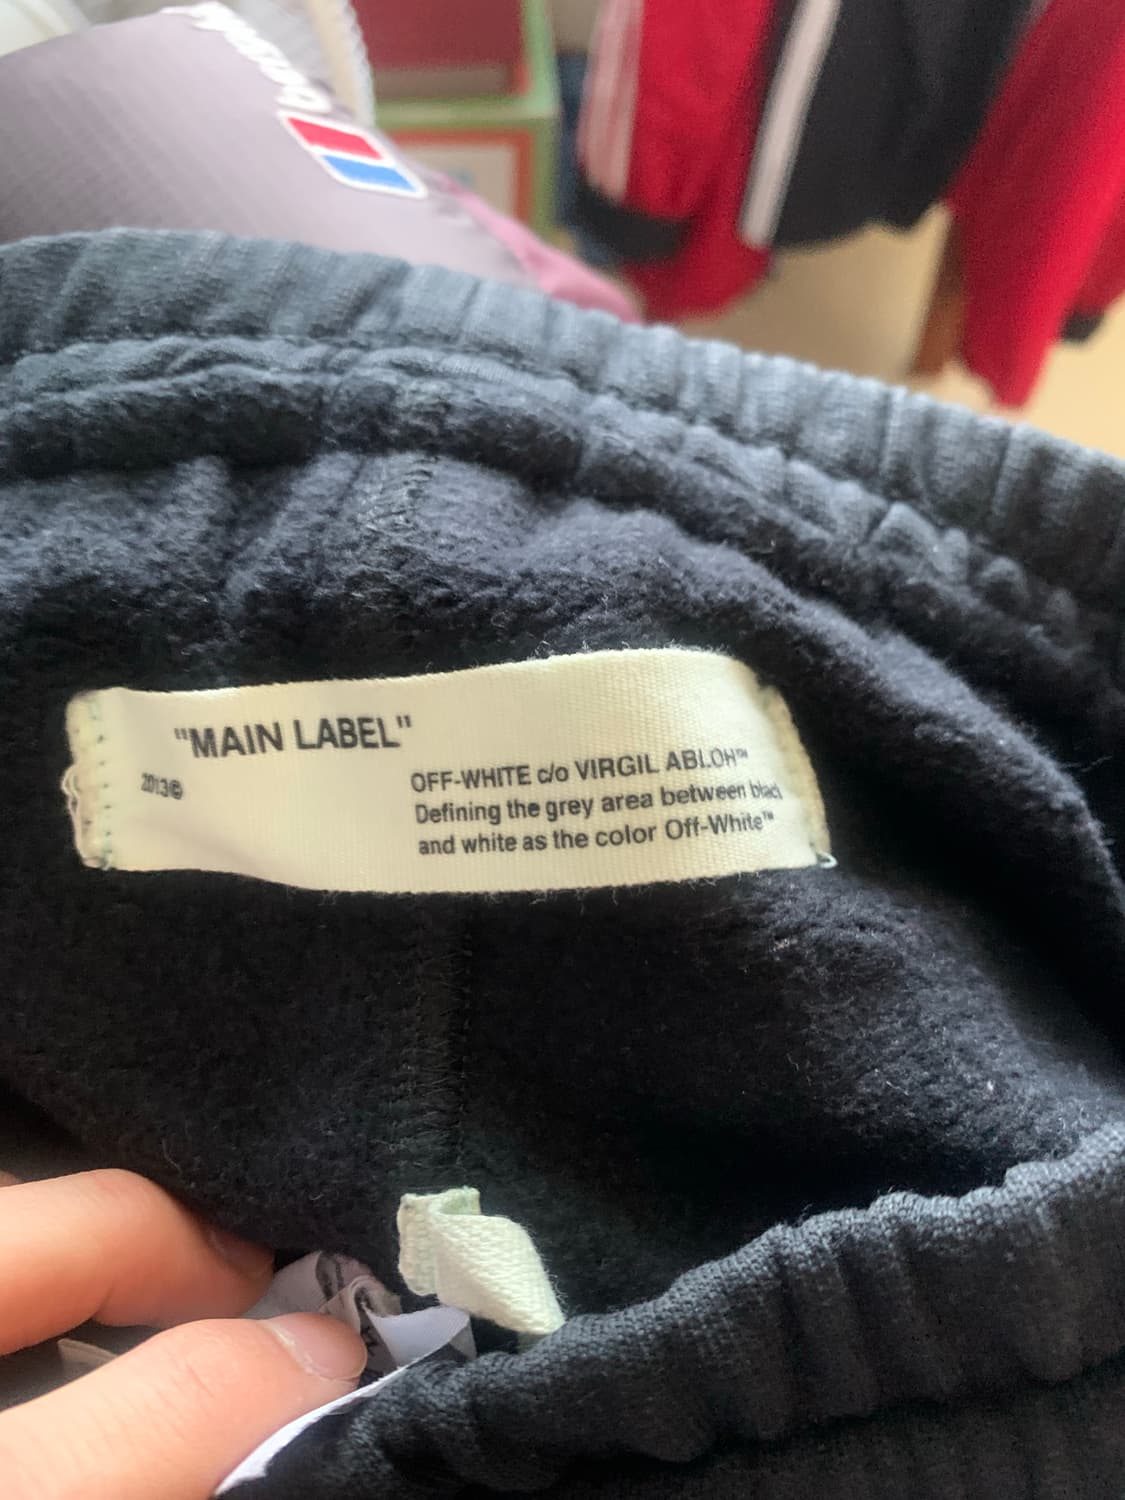 "MAIN LABEL"
2013©
OFF-WHITE c/o VIRGIL ABLOH™
Defining the grey area between black
and white as the color Off-White™